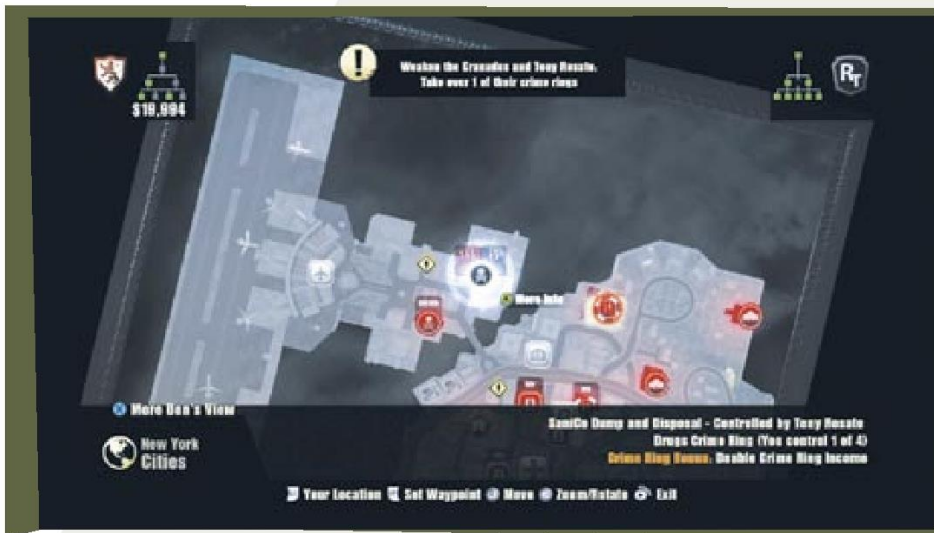 Weaken the Granados and Tony Rosato.
Take over 1 of their crime rings
$19,994
RT
More Info
More Don's View
New York
Cities
SaniCo Dump and Disposal - Controlled by Tony Rosato
Drugs Crime Ring (You control 1 of 4)
Crime Ring Bonus: Double Crime Ring Income
Your Location Set Waypoint Move Zoom/Rotate Exit